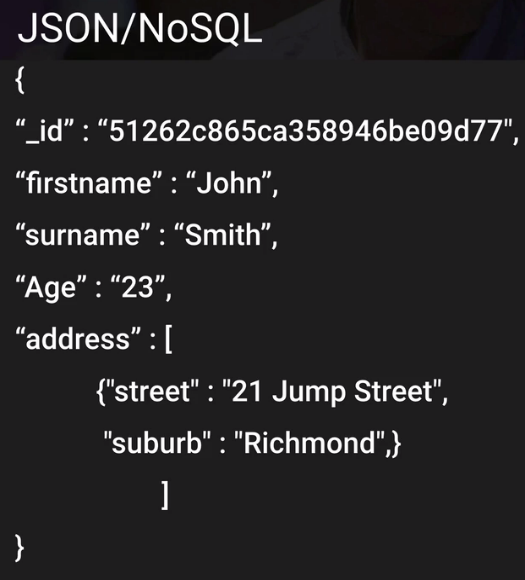 JSON/NoSQL
{
“_id” : “51262c865ca358946be09d77",
“firstname” : “John”,
“surname” : “Smith”,
“Age” : “23”,
“address” : [
{"street" : "21 Jump Street",
"suburb" : "Richmond",}
]
}